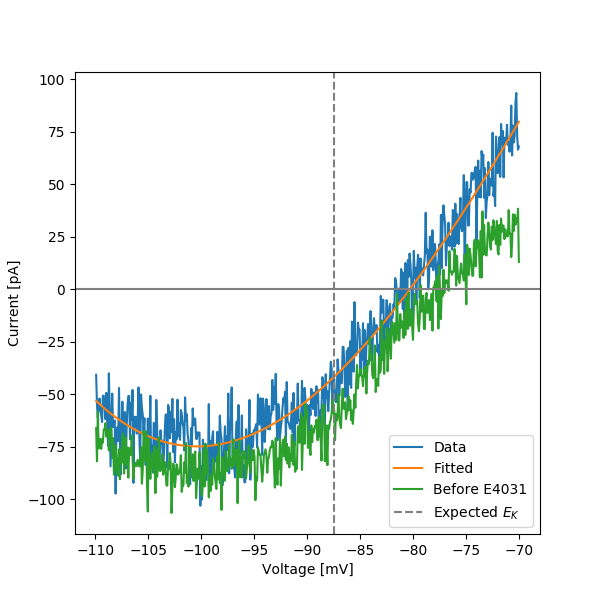 100
75
50
25
0
−25
−50
−75
−100
Current [pA]
−110 −105 −100 −95 −90 −85 −80 −75 −70
Voltage [mV]
Data
Fitted
Before E4031
Expected E_K